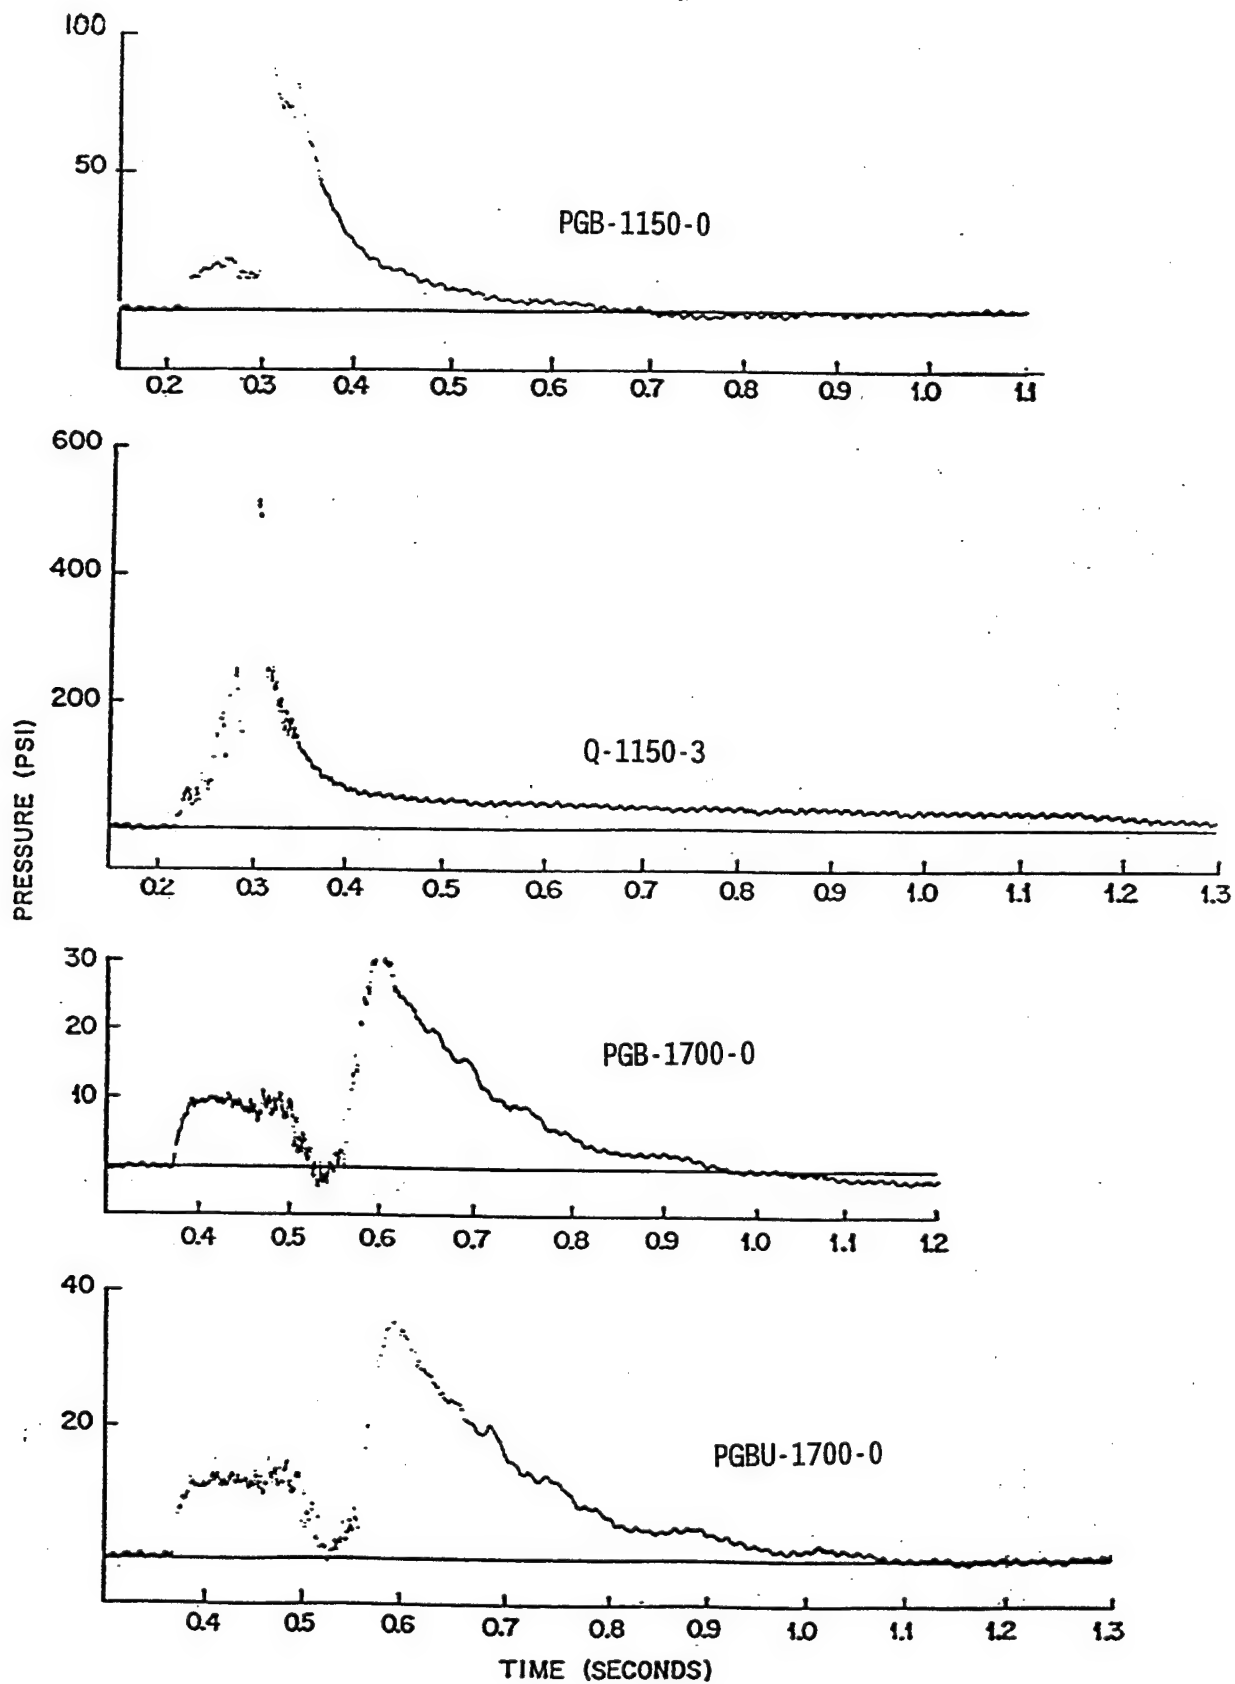 100
50
PGB-1150-0
0.2 0.3 0.4 0.5 0.6 0.7 0.8 0.9 1.0 1.1
600
400
200
Q-1150-3
0.2 0.3 0.4 0.5 0.6 0.7 0.8 0.9 1.0 1.1 1.2 1.3
PRESSURE (PSI)
30
20
10
PGB-1700-0
0.4 0.5 0.6 0.7 0.8 0.9 1.0 1.1 1.2
40
20
PGBU-1700-0
0.4 0.5 0.6 0.7 0.8 0.9 1.0 1.1 1.2 1.3
TIME (SECONDS)